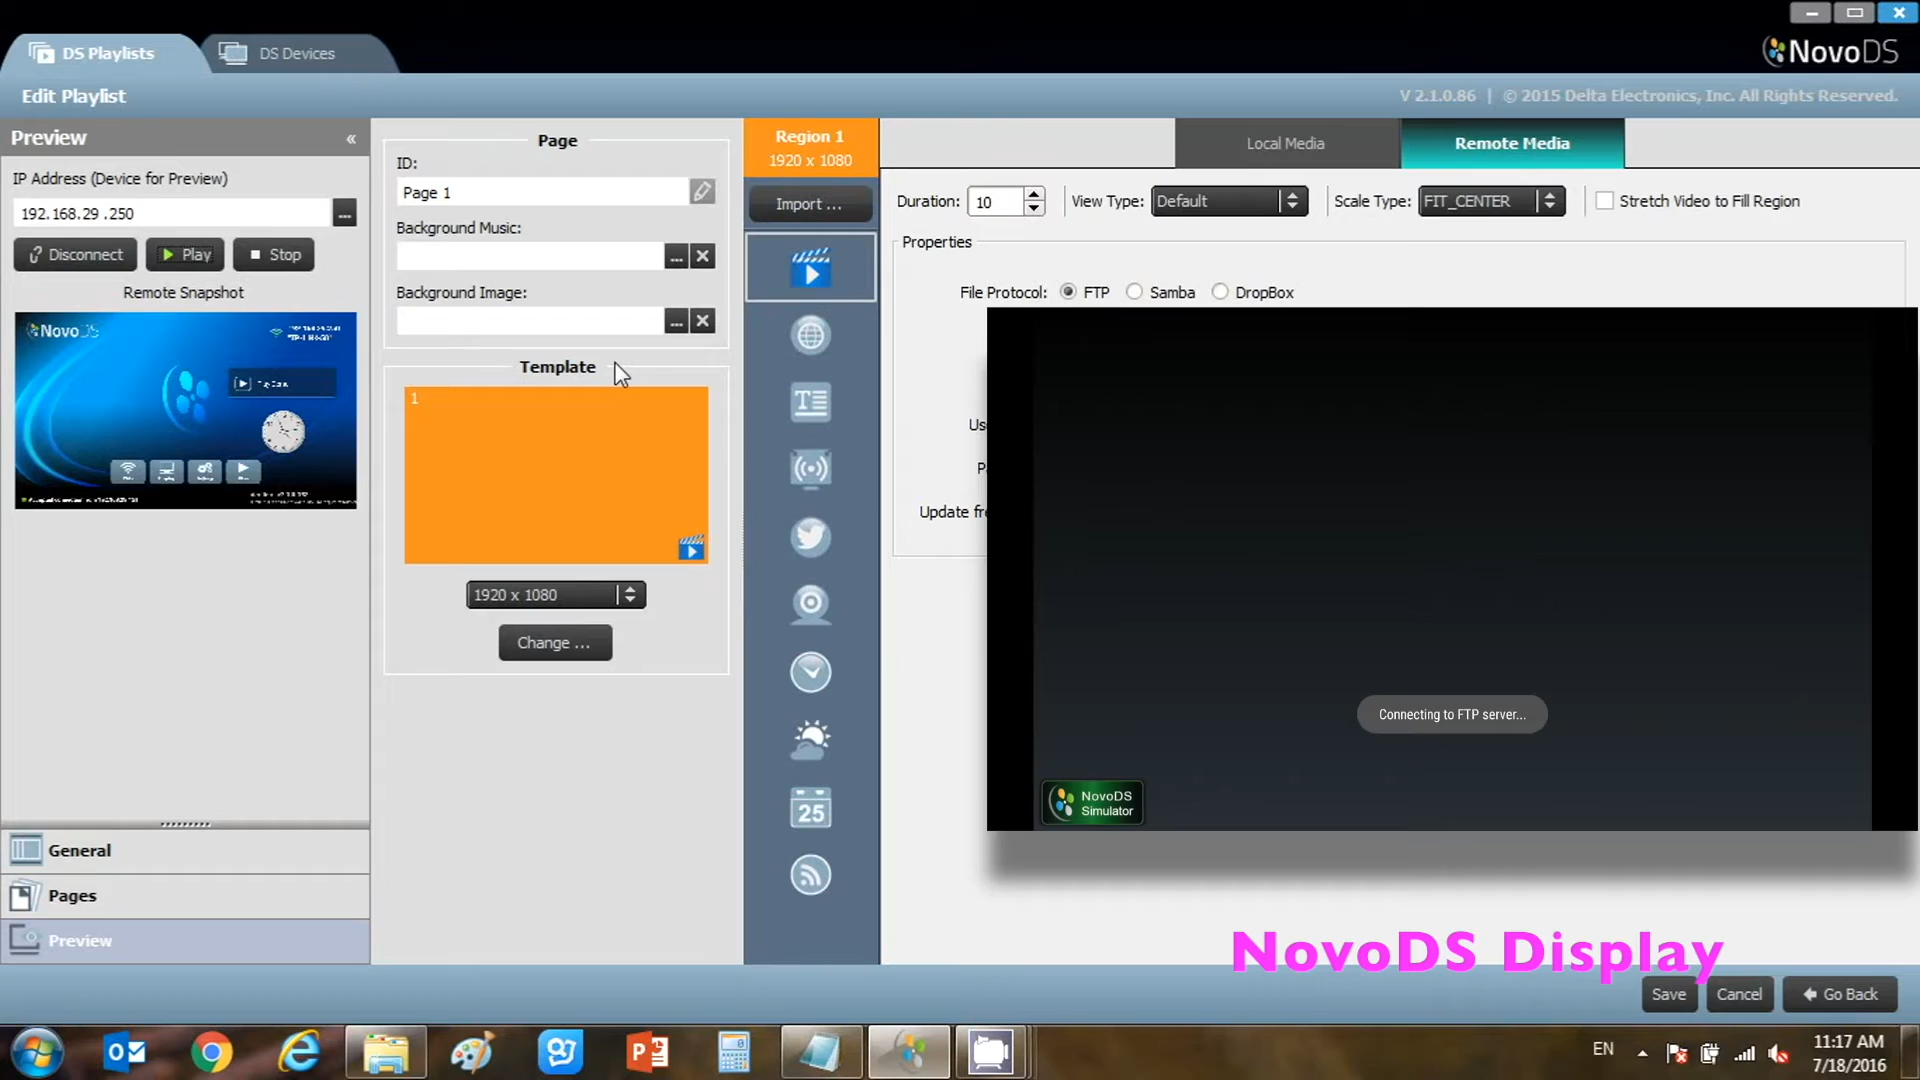 DS Playlists
DS Devices
NovoDS
Edit Playlist
V 2.1.0.86 | © 2015 Delta Electronics, Inc. All Rights Reserved.
Preview
«
IP Address (Device for Preview)
192.168.29 .250
...
Disconnect
Play
Stop
Remote Snapshot
NovoDS
General
Pages
Preview
Page
ID:
Page 1
Background Music:
...
Background Image:
...
Template
1
1920 x 1080
Change ...
Region 1
1920 x 1080
Import ...
25
Local Media
Remote Media
Duration: 10
View Type: Default
Scale Type: FIT_CENTER
Stretch Video to Fill Region
Properties
File Protocol: FTP Samba DropBox
Update fre
Connecting to FTP server...
NovoDS
Simulator
NovoDS Display
Save
Cancel
Go Back
EN
11:17 AM
7/18/2016